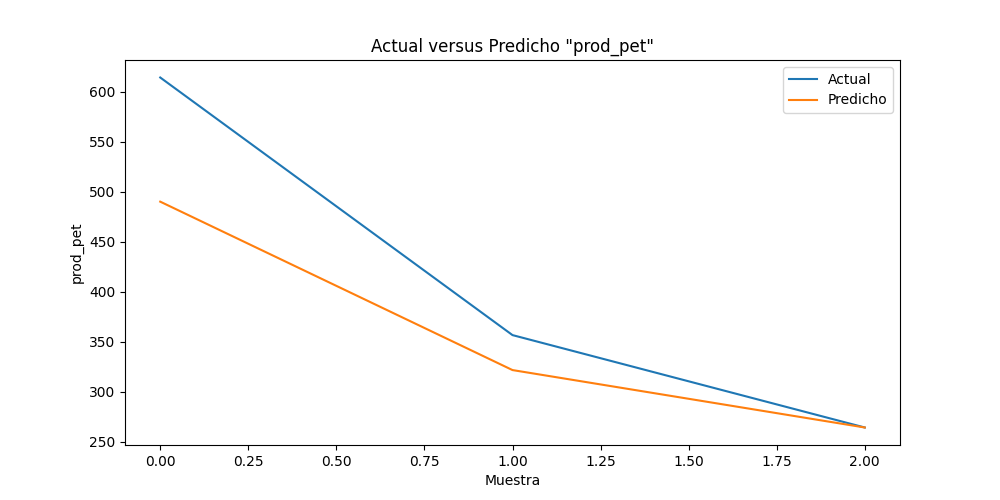 Actual versus Predicho "prod_pet"
Actual
Predicho
600
550
500
450
400
350
300
250
prod_pet
0.00 0.25 0.50 0.75 1.00 1.25 1.50 1.75 2.00
Muestra